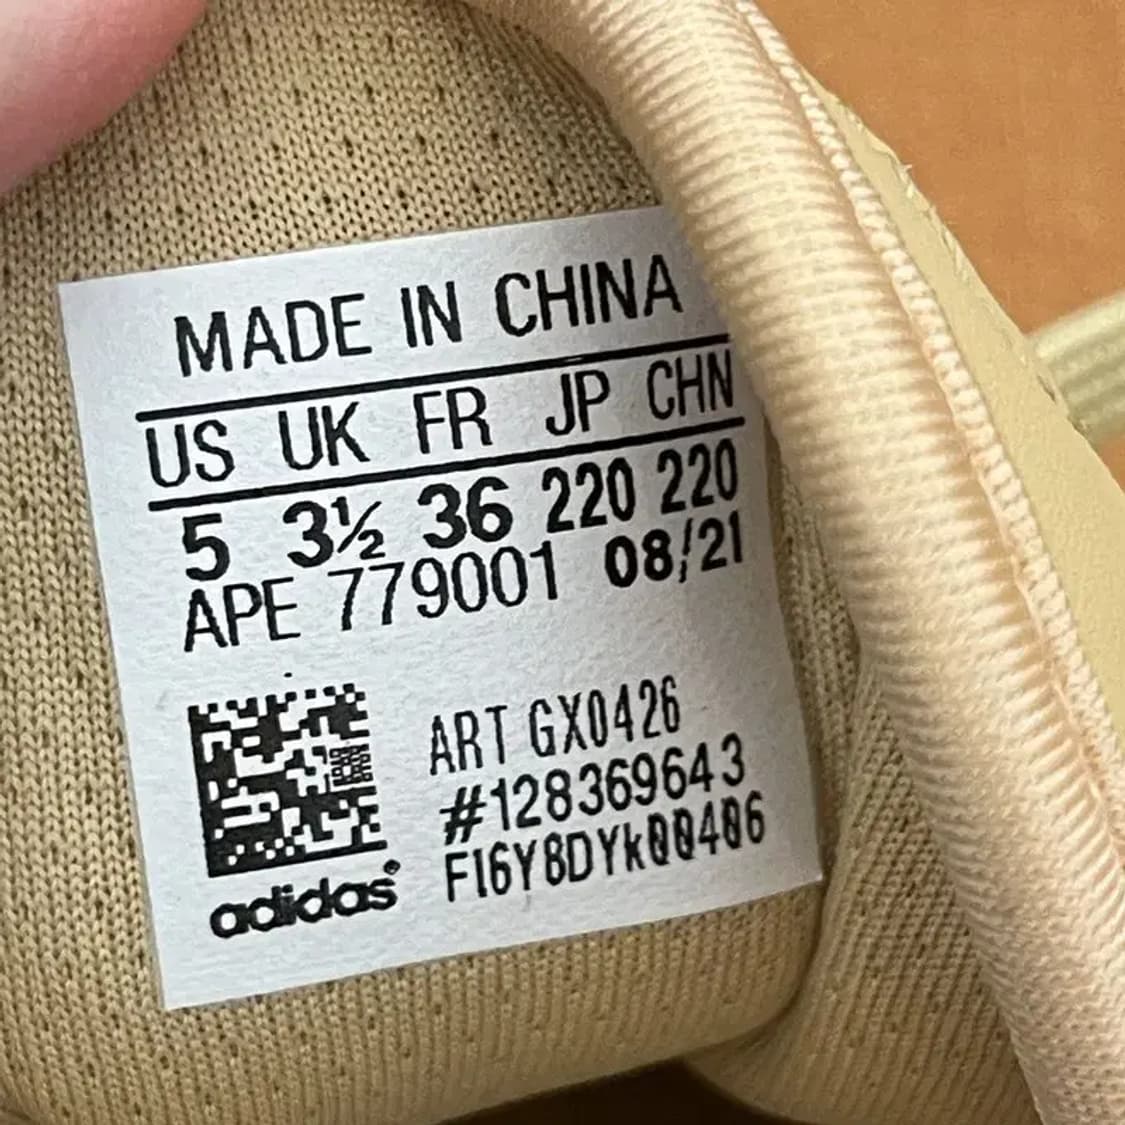 MADE IN CHINA
US UK FR JP CHN
5 3½ 36 220 220
APE 779001 08/21
ART GX0426
#128369643
FI6Y8DYk00406
adidas